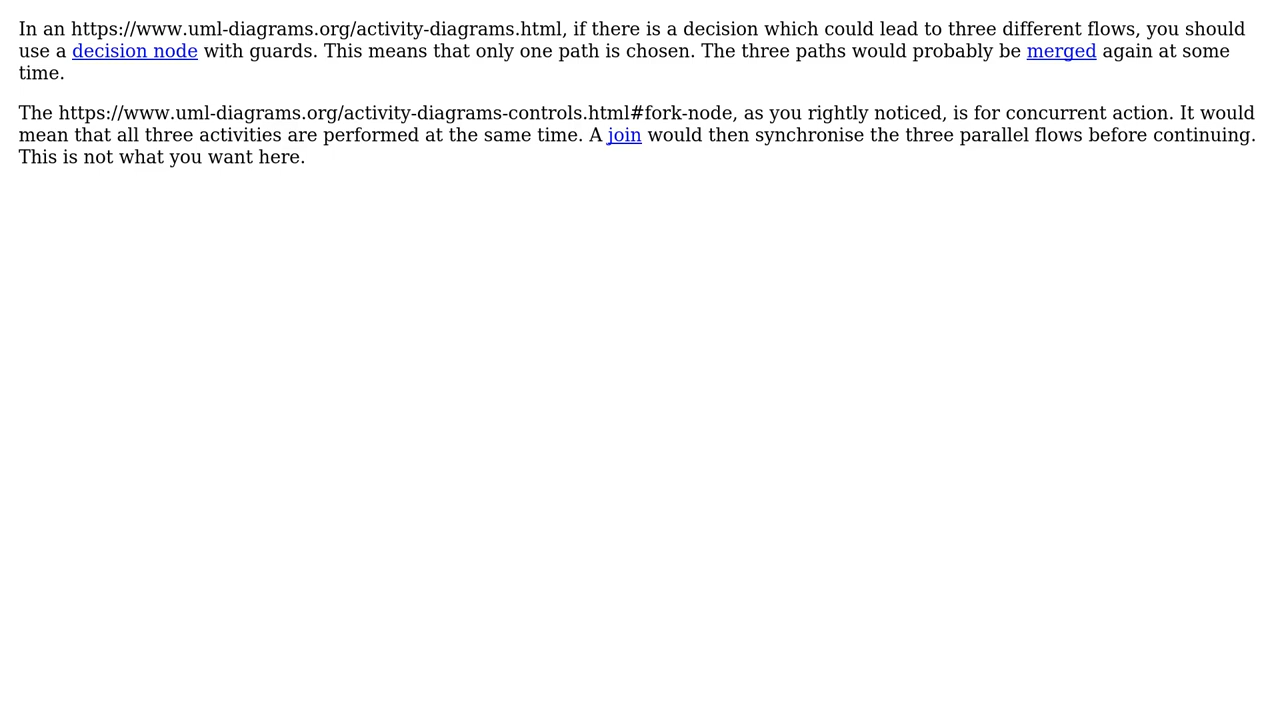 In an https://www.uml-diagrams.org/activity-diagrams.html, if there is a decision which could lead to three different flows, you should
use a decision node with guards. This means that only one path is chosen. The three paths would probably be merged again at some
time.
The https://www.uml-diagrams.org/activity-diagrams-controls.html#fork-node, as you rightly noticed, is for concurrent action. It would
mean that all three activities are performed at the same time. A join would then synchronise the three parallel flows before continuing.
This is not what you want here.